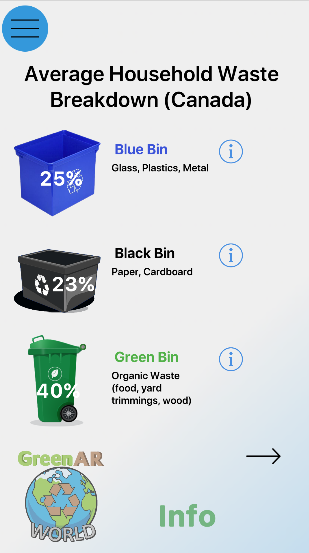 Average Household Waste
Breakdown (Canada)
25%
Blue Bin
i
Glass, Plastics, Metal
23%
Black Bin
i
Paper, Cardboard
40%
Green Bin
i
Organic Waste
(food, yard
trimmings, wood)
GreenAR
WORLD
Info